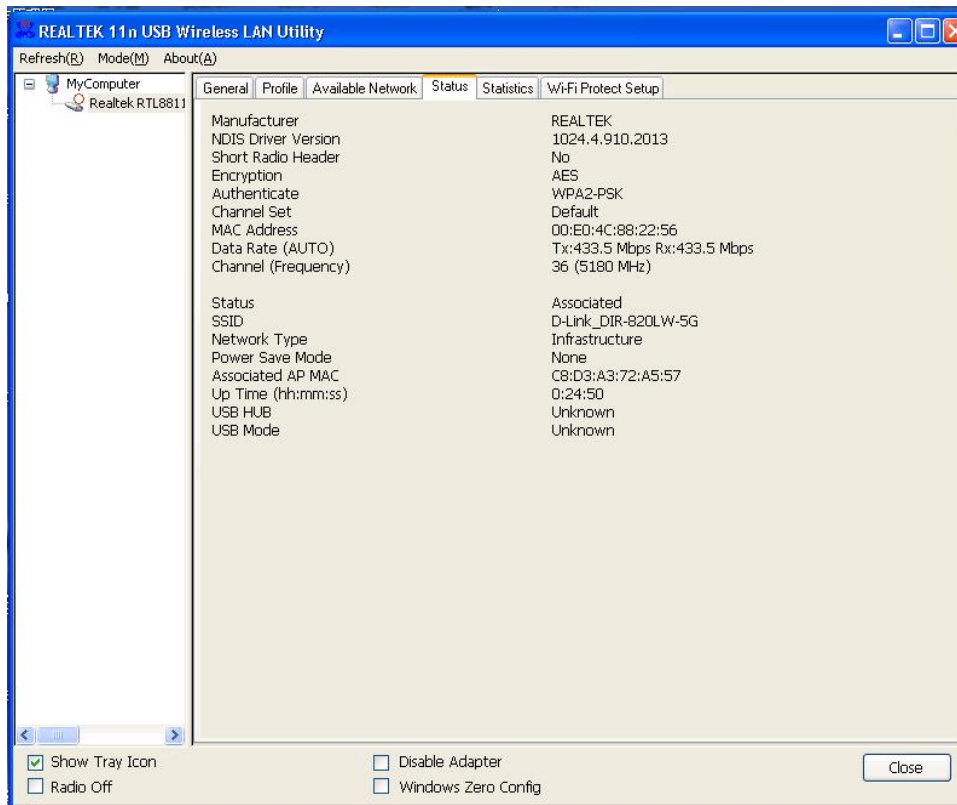 REALTEK 11n USB Wireless LAN Utility
Refresh(R) Mode(M) About(A)
MyComputer
Realtek RTL8811
General Profile Available Network Status Statistics Wi-Fi Protect Setup
Manufacturer REALTEK
NDIS Driver Version 1024.4.910.2013
Short Radio Header No
Encryption AES
Authenticate WPA2-PSK
Channel Set Default
MAC Address 00:E0:4C:88:22:56
Data Rate (AUTO) Tx:433.5 Mbps Rx:433.5 Mbps
Channel (Frequency) 36 (5180 MHz)
Status Associated
SSID D-Link_DIR-820LW-5G
Network Type Infrastructure
Power Save Mode None
Associated AP MAC C8:D3:A3:72:A5:57
Up Time (hh:mm:ss) 0:24:50
USB HUB Unknown
USB Mode Unknown
Show Tray Icon Disable Adapter
Radio Off Windows Zero Config
Close